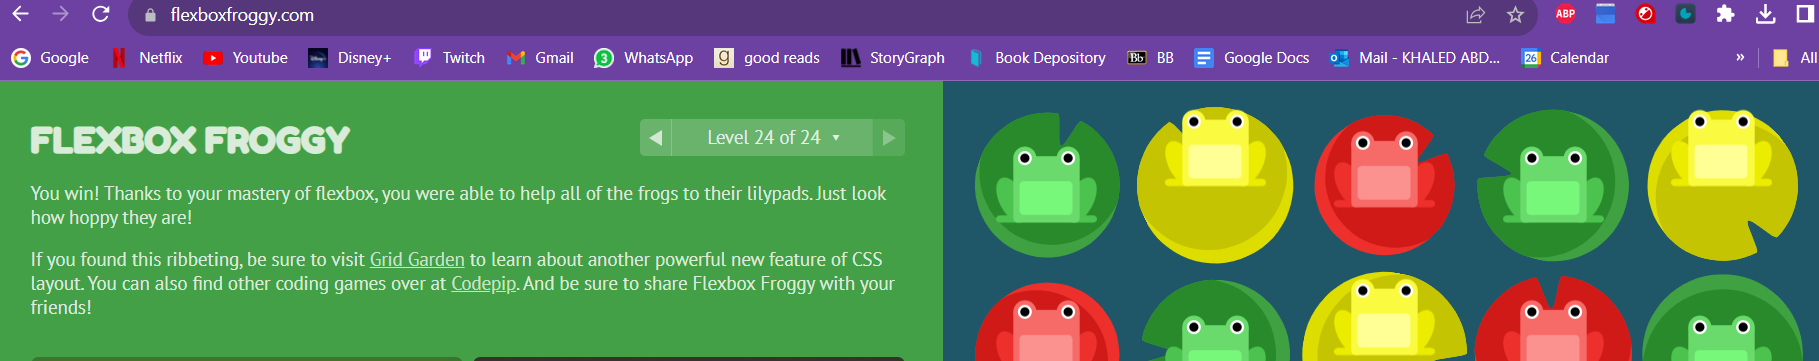 flexboxfroggy.com
ABP
Google Netflix Youtube Disney+ Twitch Gmail 3 WhatsApp g good reads StoryGraph Book Depository Bb BB Google Docs Mail - KHALED ABD... 26 Calendar » All
FLEXBOX FROGGY
Level 24 of 24
You win! Thanks to your mastery of flexbox, you were able to help all of the frogs to their lilypads. Just look
how hoppy they are!
If you found this ribbeting, be sure to visit Grid Garden to learn about another powerful new feature of CSS
layout. You can also find other coding games over at Codepip. And be sure to share Flexbox Froggy with your
friends!